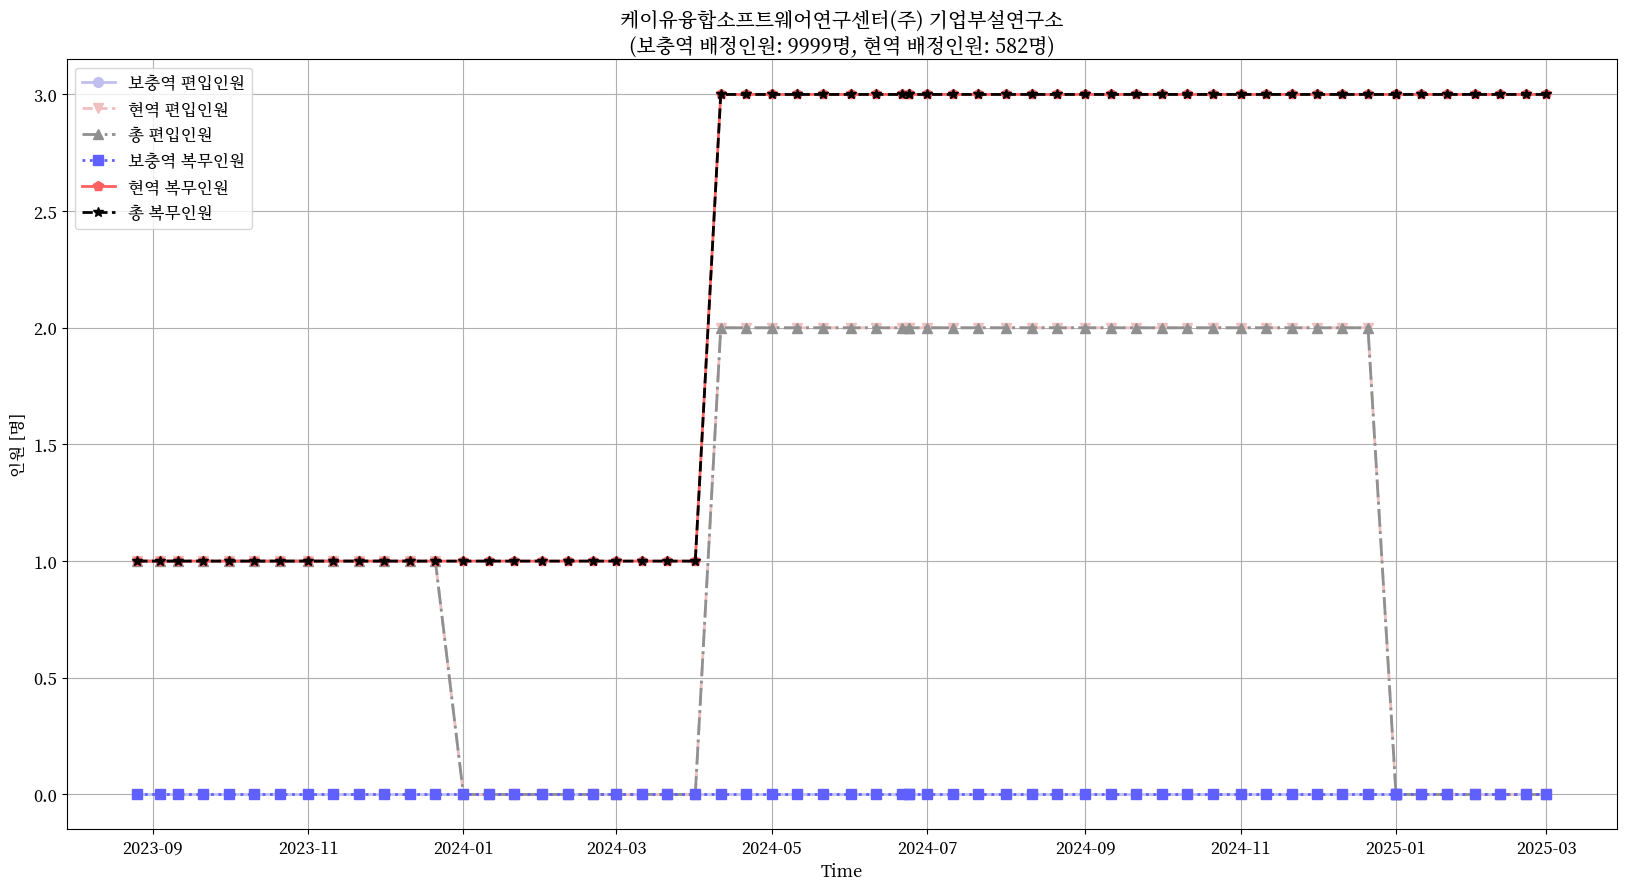 케이유융합소프트웨어연구센터(주) 기업부설연구소
(보충역 배정인원: 9999명, 현역 배정인원: 582명)
보충역 편입인원
현역 편입인원
총 편입인원
보충역 복무인원
현역 복무인원
총 복무인원
인원 [명]
3.0
2.5
2.0
1.5
1.0
0.5
0.0
2023-09 2023-11 2024-01 2024-03 2024-05 2024-07 2024-09 2024-11 2025-01 2025-03
Time